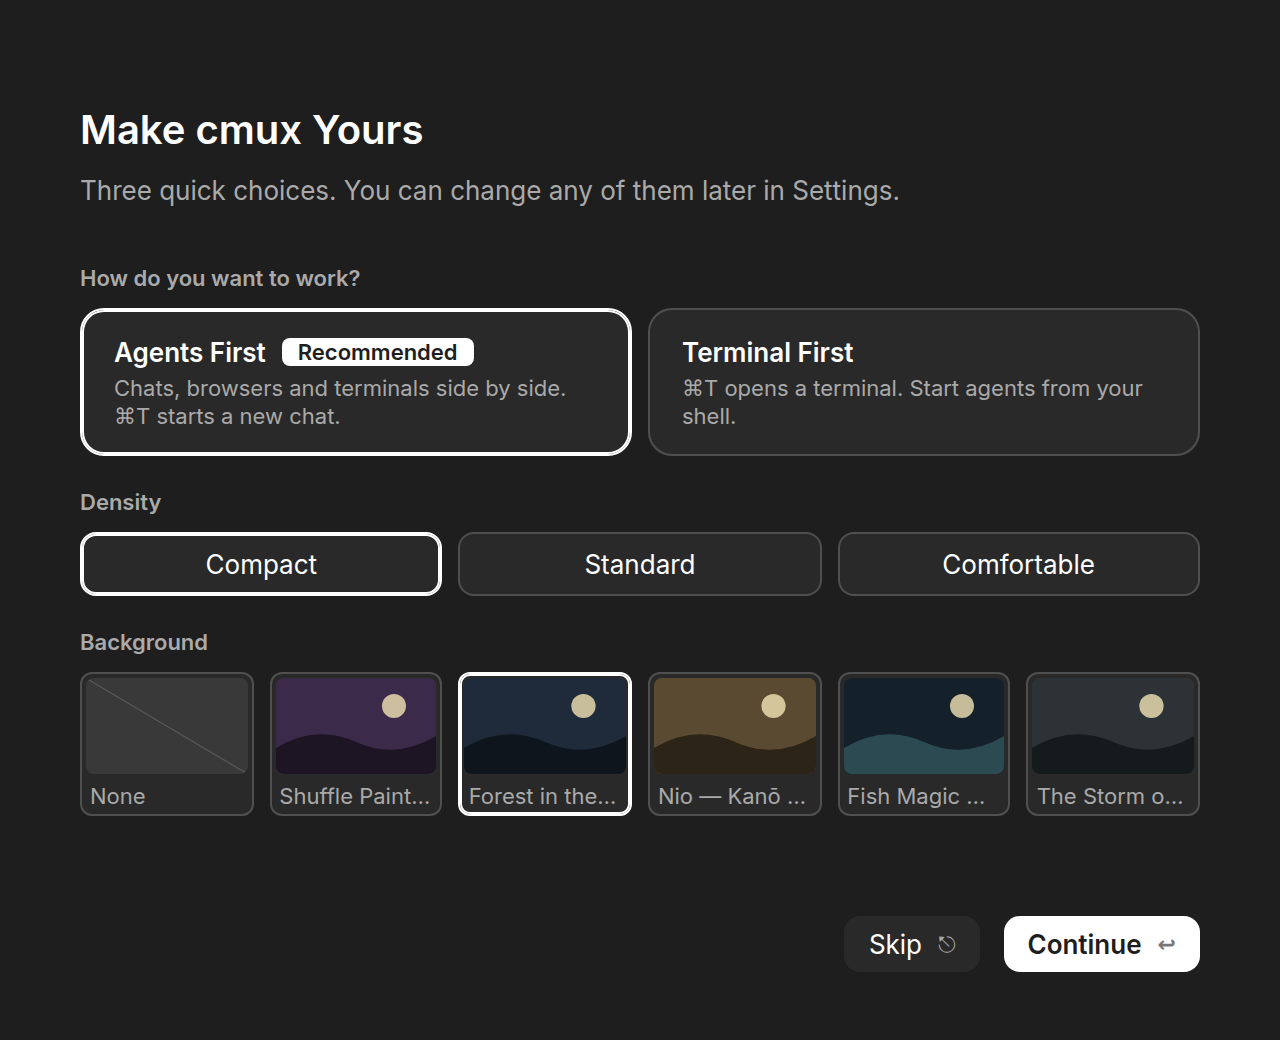 Make cmux Yours
Three quick choices. You can change any of them later in Settings.
How do you want to work?
Agents First Recommended
Chats, browsers and terminals side by side.
⌘T starts a new chat.
Terminal First
⌘T opens a terminal. Start agents from your
shell.
Density
Compact Standard Comfortable
Background
None Shuffle Paint... Forest in the... Nio — Kanō ... Fish Magic ... The Storm o...
Skip ⎋ Continue ↩